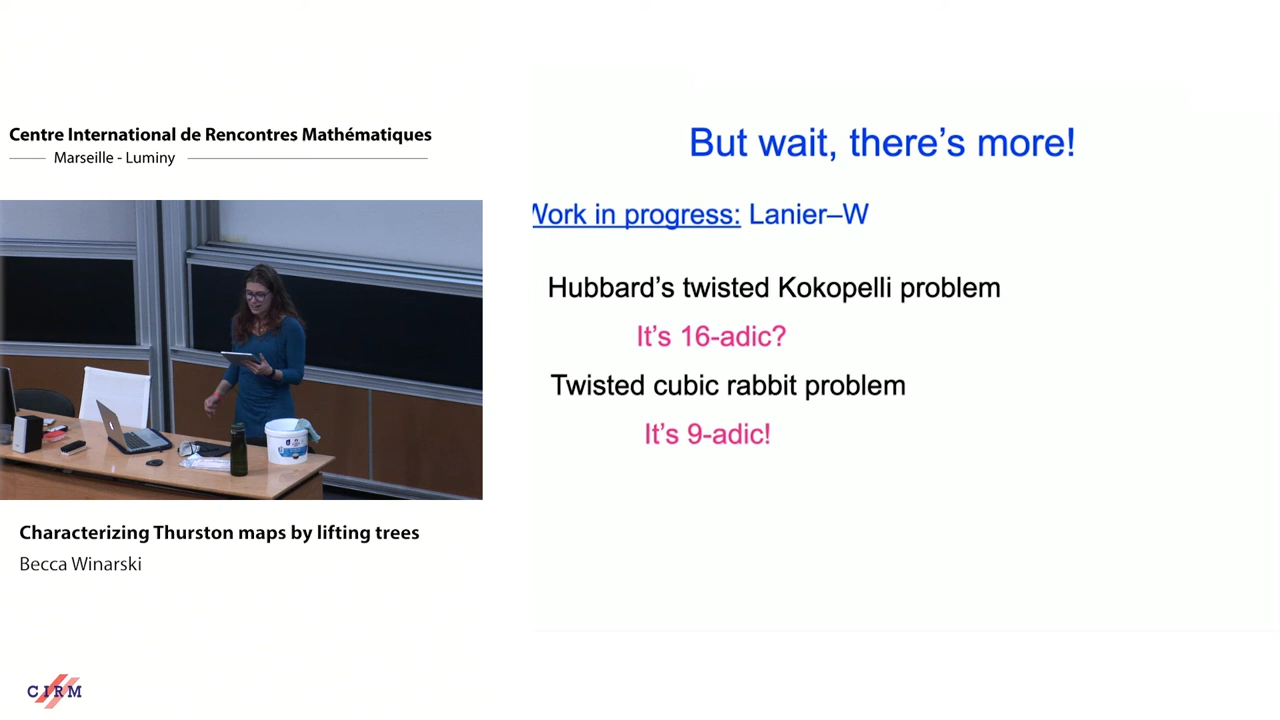 Centre International de Rencontres Mathématiques
Marseille - Luminy
But wait, there's more!
Work in progress: Lanier–W
Hubbard's twisted Kokopelli problem
It's 16-adic?
Twisted cubic rabbit problem
It's 9-adic!
Characterizing Thurston maps by lifting trees
Becca Winarski
CIRM